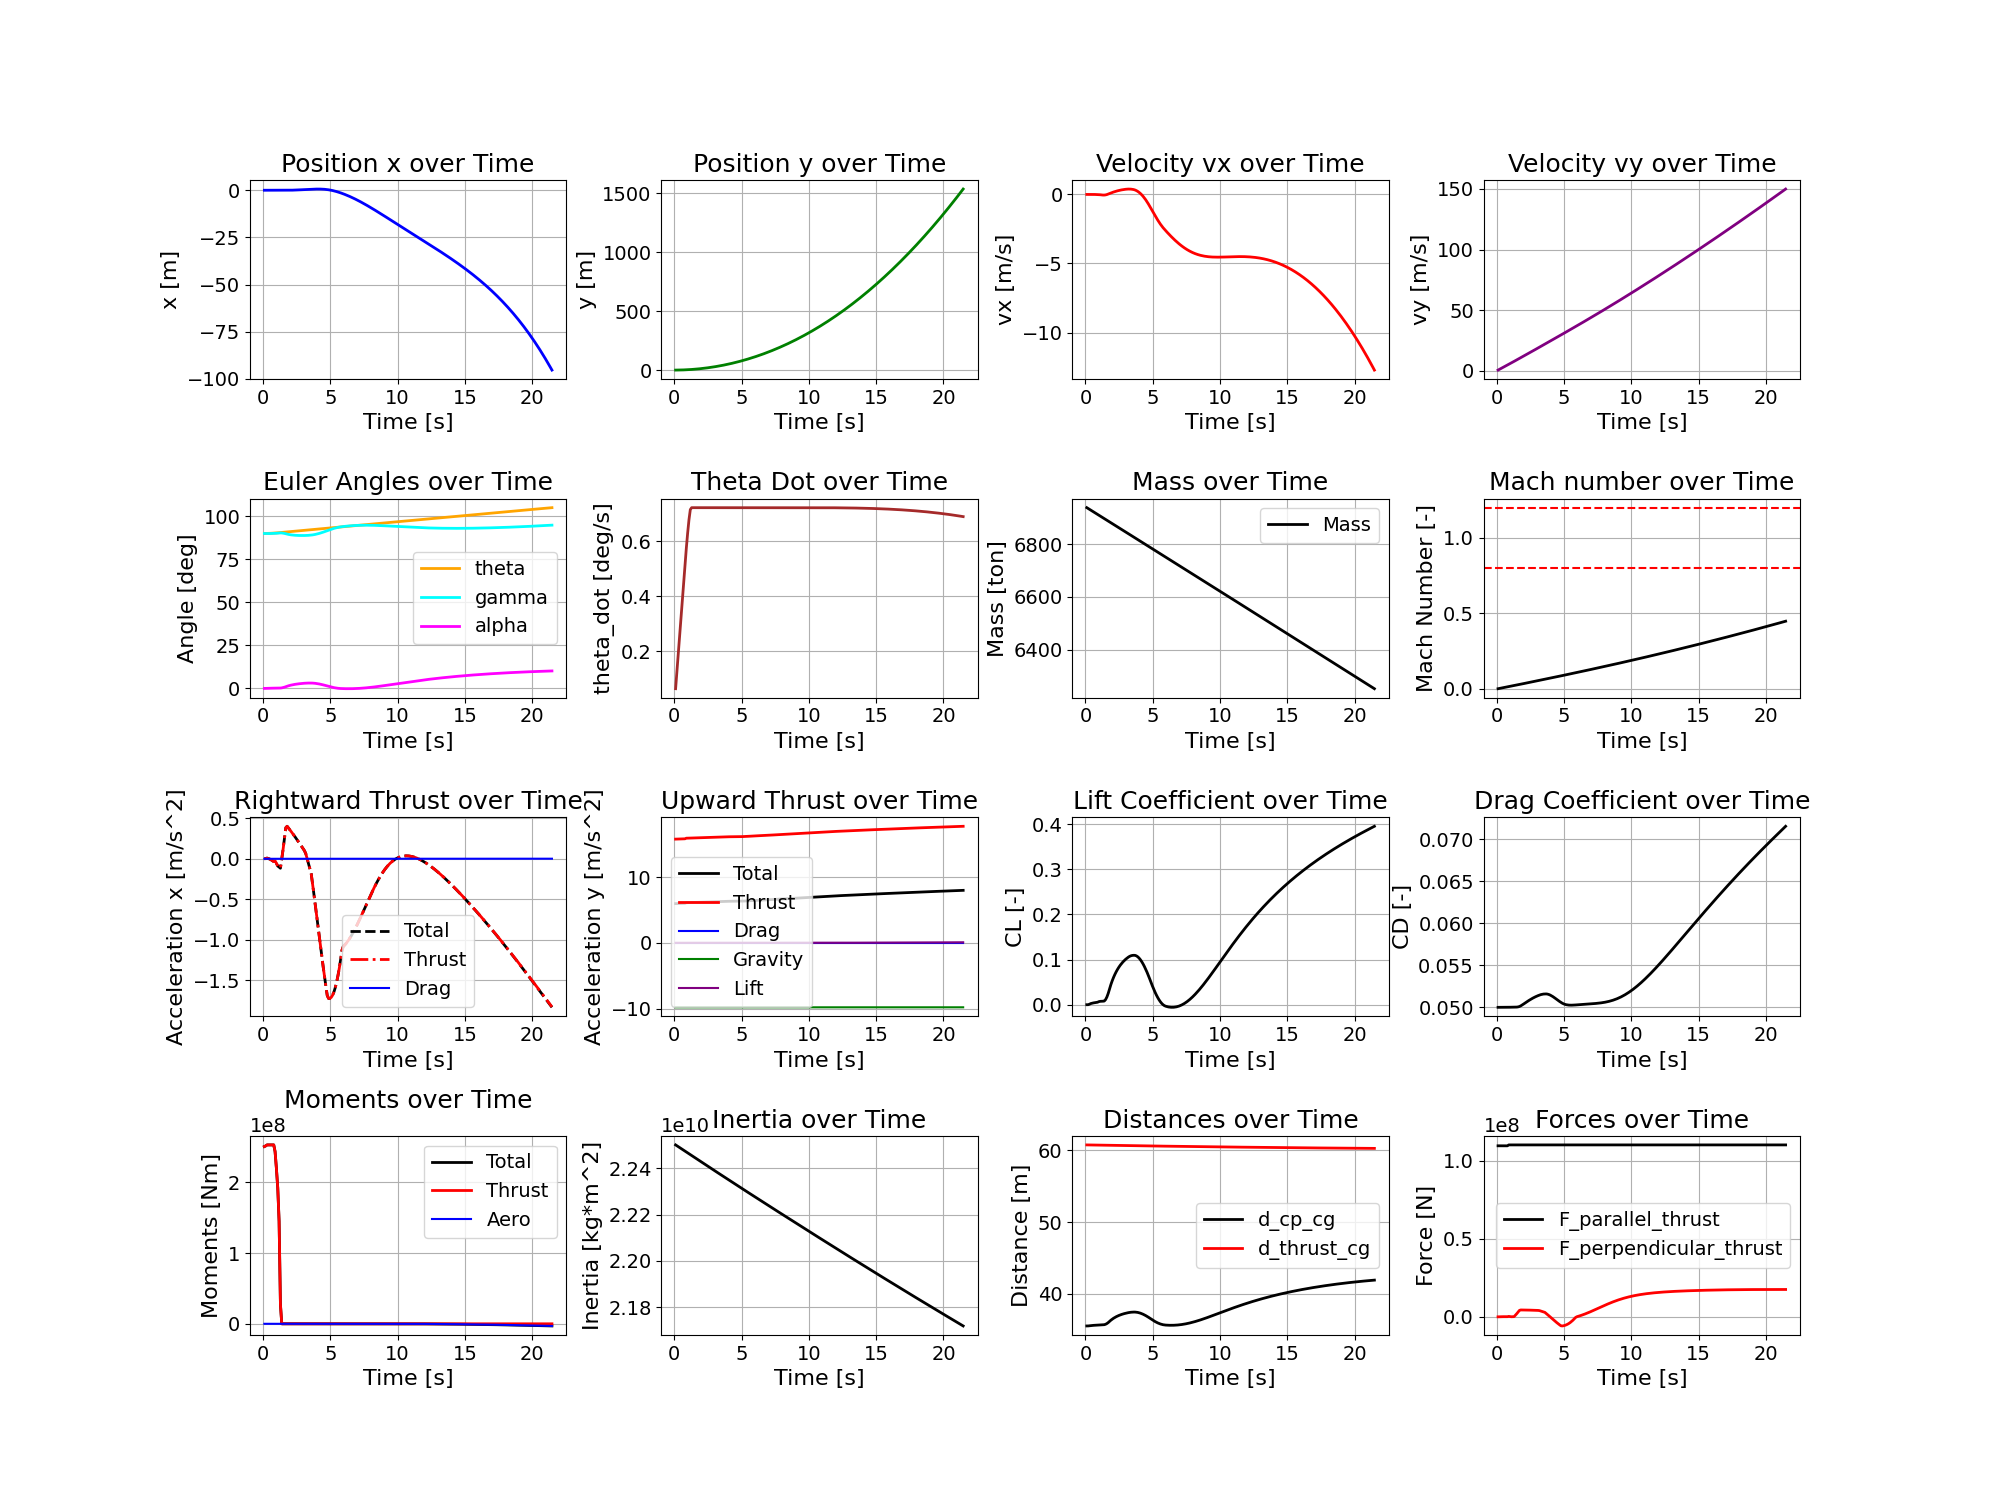 Position x over Time
x [m]
0
−25
−50
−75
−100
0 5 10 15 20
Time [s]
Position y over Time
y [m]
1500
1000
500
0
0 5 10 15 20
Time [s]
Velocity vx over Time
vx [m/s]
0
−5
−10
0 5 10 15 20
Time [s]
Velocity vy over Time
vy [m/s]
150
100
50
0
0 5 10 15 20
Time [s]
Euler Angles over Time
Angle [deg]
100
75
50
25
0
theta
gamma
alpha
0 5 10 15 20
Time [s]
Theta Dot over Time
theta_dot [deg/s]
0.6
0.4
0.2
0 5 10 15 20
Time [s]
Mass over Time
Mass [ton]
6800
6600
6400
Mass
0 5 10 15 20
Time [s]
Mach number over Time
Mach Number [-]
1.0
0.5
0.0
0 5 10 15 20
Time [s]
Rightward Thrust over Time
Acceleration x [m/s^2]
0.5
0.0
−0.5
−1.0
−1.5
Total
Thrust
Drag
0 5 10 15 20
Time [s]
Upward Thrust over Time
Acceleration y [m/s^2]
10
0
−10
Total
Thrust
Drag
Gravity
Lift
0 5 10 15 20
Time [s]
Lift Coefficient over Time
CL [-]
0.4
0.3
0.2
0.1
0.0
0 5 10 15 20
Time [s]
Drag Coefficient over Time
CD [-]
0.070
0.065
0.060
0.055
0.050
0 5 10 15 20
Time [s]
Moments over Time
1e8
Moments [Nm]
2
1
0
Total
Thrust
Aero
0 5 10 15 20
Time [s]
Inertia over Time
1e10
Inertia [kg*m^2]
2.24
2.22
2.20
2.18
0 5 10 15 20
Time [s]
Distances over Time
Distance [m]
60
50
40
d_cp_cg
d_thrust_cg
0 5 10 15 20
Time [s]
Forces over Time
1e8
Force [N]
1.0
0.5
0.0
F_parallel_thrust
F_perpendicular_thrust
0 5 10 15 20
Time [s]